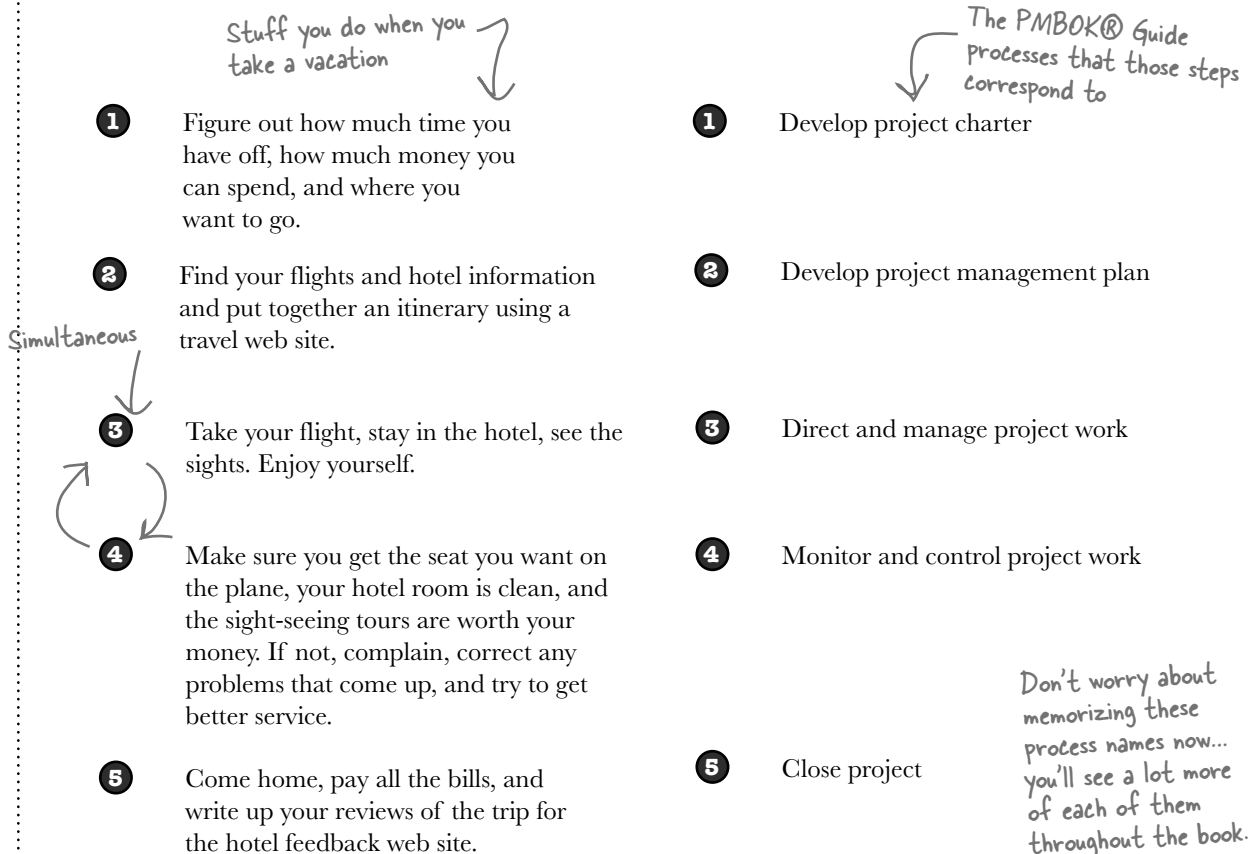 Stuff you do when you
take a vacation
The PMBOK® Guide
processes that those steps
correspond to
1 Figure out how much time you
have off, how much money you
can spend, and where you
want to go.
1 Develop project charter
2 Find your flights and hotel information
and put together an itinerary using a
travel web site.
2 Develop project management plan
Simultaneous
3 Take your flight, stay in the hotel, see the
sights. Enjoy yourself.
3 Direct and manage project work
4 Make sure you get the seat you want on
the plane, your hotel room is clean, and
the sight-seeing tours are worth your
money. If not, complain, correct any
problems that come up, and try to get
better service.
4 Monitor and control project work
5 Come home, pay all the bills, and
write up your reviews of the trip for
the hotel feedback web site.
5 Close project
Don't worry about
memorizing these
process names now...
you'll see a lot more
of each of them
throughout the book.